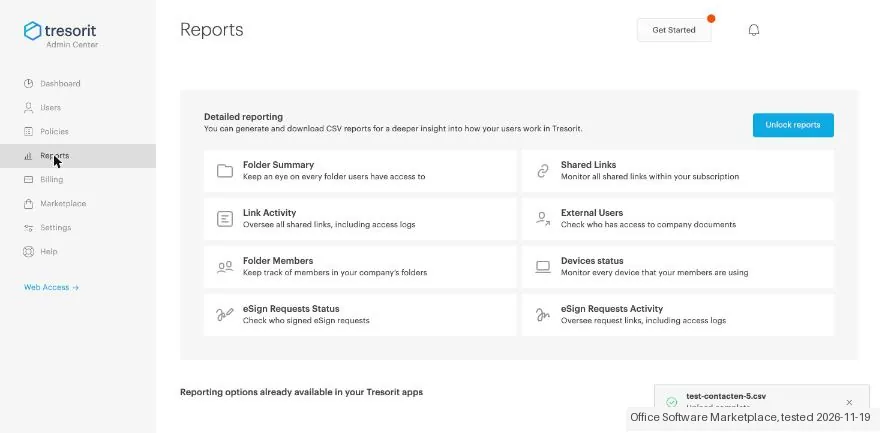 tresorit
Admin Center
Reports
Get Started
Dashboard
Users
Policies
Reports
Billing
Marketplace
Settings
Help
Web Access →
Detailed reporting
You can generate and download CSV reports for a deeper insight into how your users work in Tresorit.
Unlock reports
Folder Summary
Keep an eye on every folder users have access to
Shared Links
Monitor all shared links within your subscription
Link Activity
Oversee all shared links, including access logs
External Users
Check who has access to company documents
Folder Members
Keep track of members in your company's folders
Devices status
Monitor every device that your members are using
eSign Requests Status
Check who signed eSign requests
eSign Requests Activity
Oversee request links, including access logs
Reporting options already available in your Tresorit apps
test-contacten-5.csv
Office Software Marketplace, tested 2026-11-19